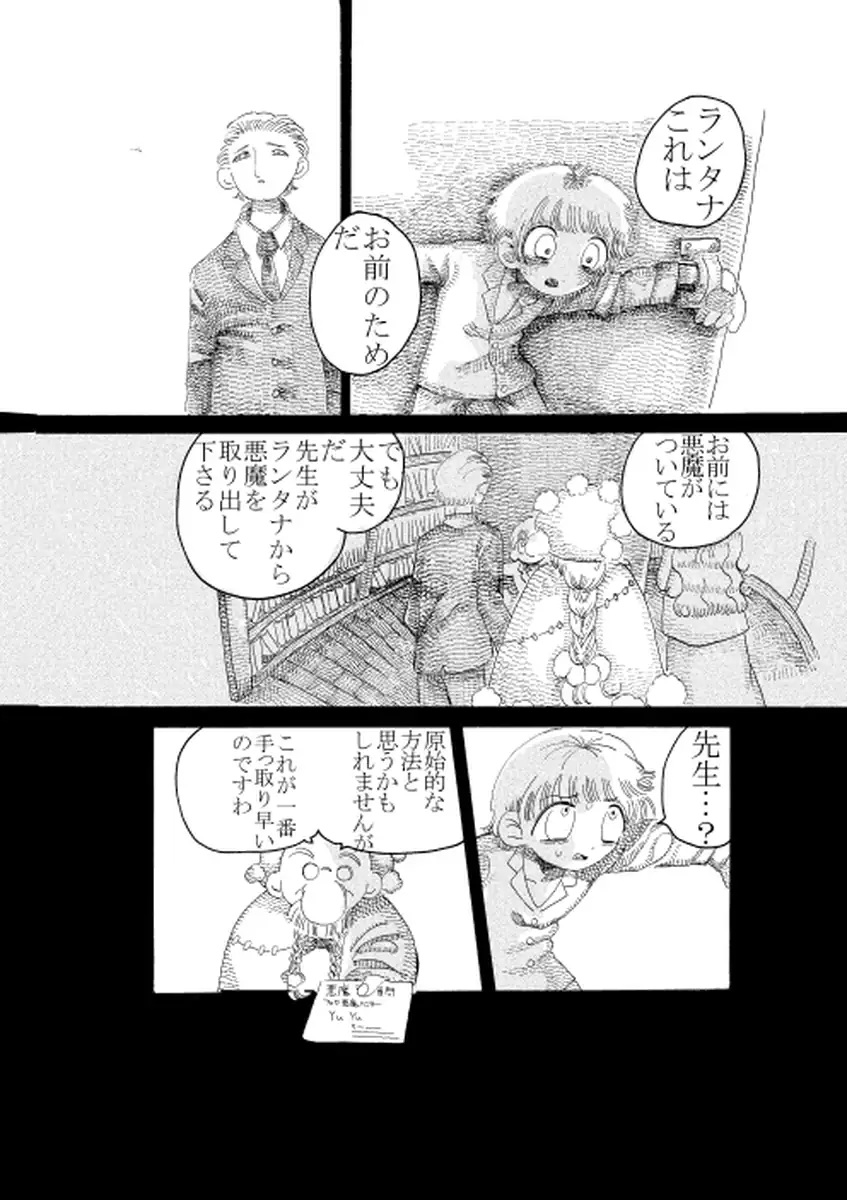 ランタナ
これは
お前のため
だ
お前には
悪魔が
ついている
でも
大丈夫
だ
先生が
ランタナから
悪魔を
取り出して
下さる
先生…?
原始的な
方法と
思うかも
しれませんが
これが一番
手っ取り早い
のですわ
悪魔
Yu Yu